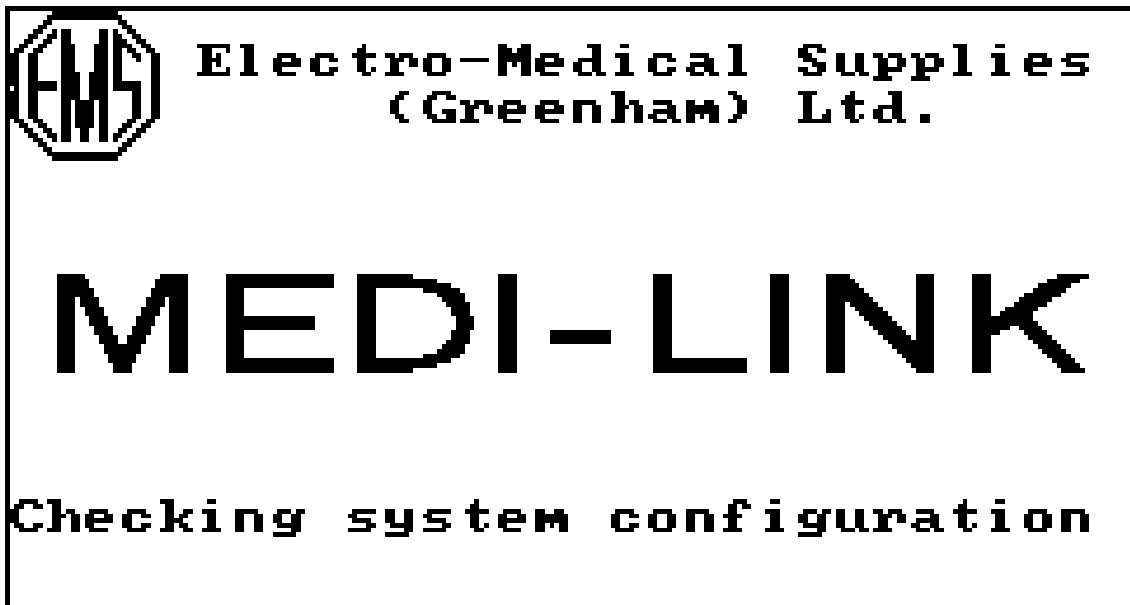 EMS
Electro-Medical Supplies
(Greenham) Ltd.
MEDI-LINK
Checking system configuration